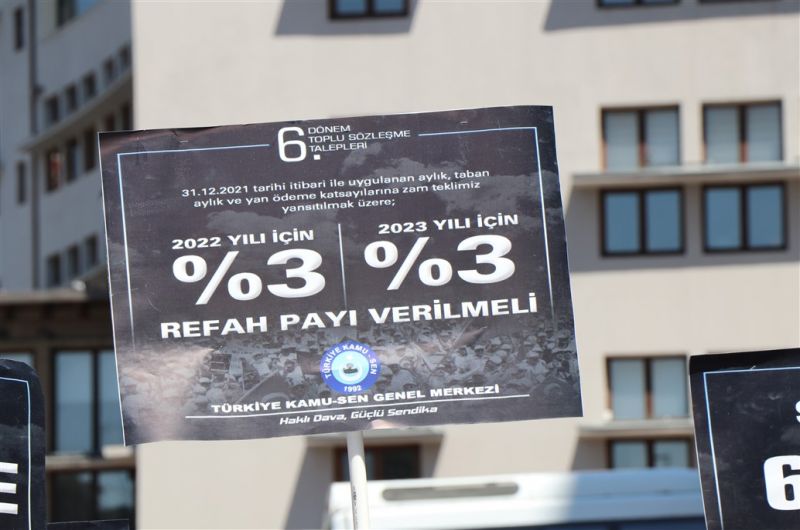 6.
DÖNEM
TOPLU SÖZLEŞME
TALEPLERİ
31.12.2021 tarihi itibari ile uygulanan aylık, taban
aylık ve yan ödeme katsayılarına zam teklimiz
yansıtılmak üzere;
2022 YILI İÇİN
%3
2023 YILI İÇİN
%3
REFAH PAYI VERİLMELİ
TÜRKİYE KAMU-SEN
1992
TÜRKİYE KAMU-SEN GENEL MERKEZİ
Haklı Dava, Güçlü Sendika
E
S
6